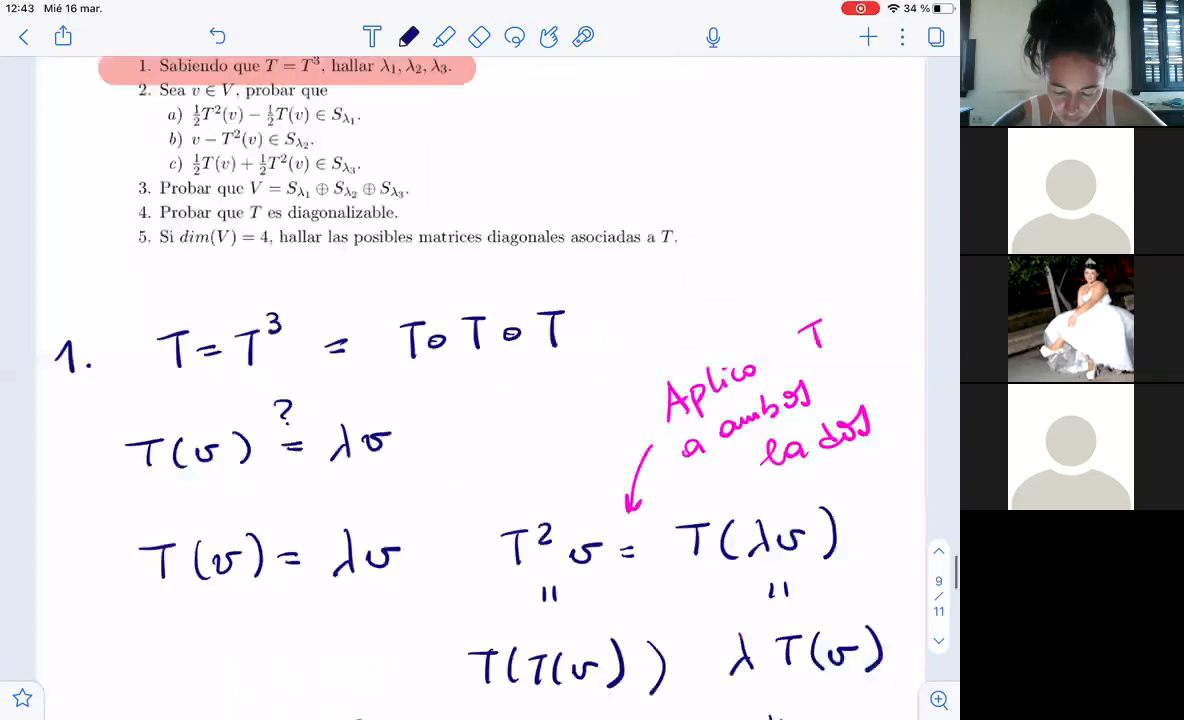 12:43 Mié 16 mar. 34 %
1. Sabiendo que T = T³, hallar λ₁, λ₂, λ₃.
2. Sea v ∈ V, probar que
a) ½T²(v) − ½T(v) ∈ S_λ₁.
b) v − T²(v) ∈ S_λ₂.
c) ½T(v) + ½T²(v) ∈ S_λ₃.
3. Probar que V = S_λ₁ ⊕ S_λ₂ ⊕ S_λ₃.
4. Probar que T es diagonalizable.
5. Si dim(V) = 4, hallar las posibles matrices diagonales asociadas a T.
1. T = T³ = T∘T∘T
T(v) ≟ λv
Aplico T
a ambos
lados
T(v) = λv T²v = T(λv)
= =
T(T(v)) λT(v)
9
/
11